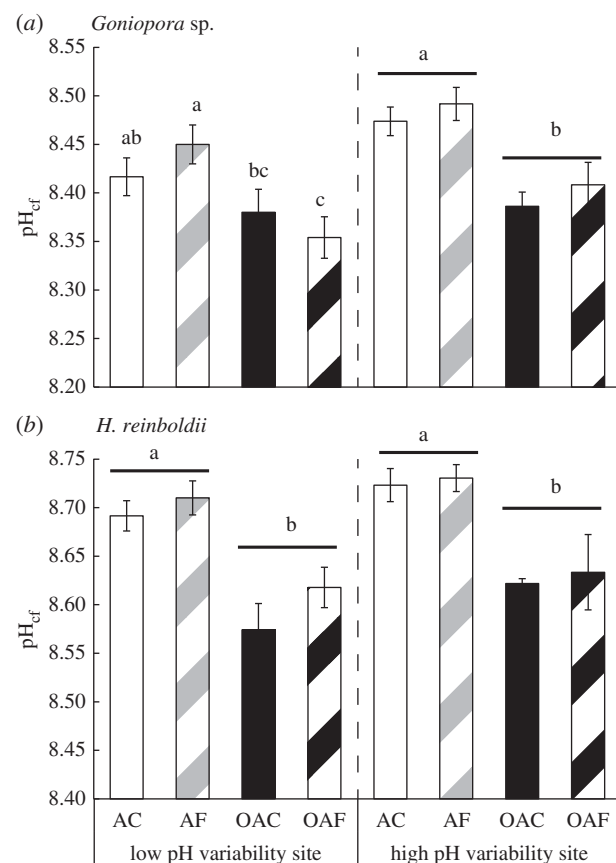 (a) Goniopora sp.
8.55
8.50
8.45
8.40
8.35
8.30
8.25
8.20
pHcf
ab
a
bc
c
a
b
(b) H. reinboldii
8.75
8.70
8.65
8.60
8.55
8.50
8.45
8.40
pHcf
a
b
a
b
AC AF OAC OAF AC AF OAC OAF
low pH variability site high pH variability site